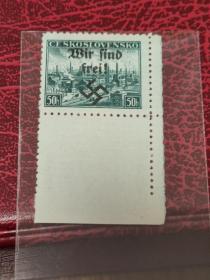 ČESKOSLOVENSKO
Wir sind
frei!
50h 50h